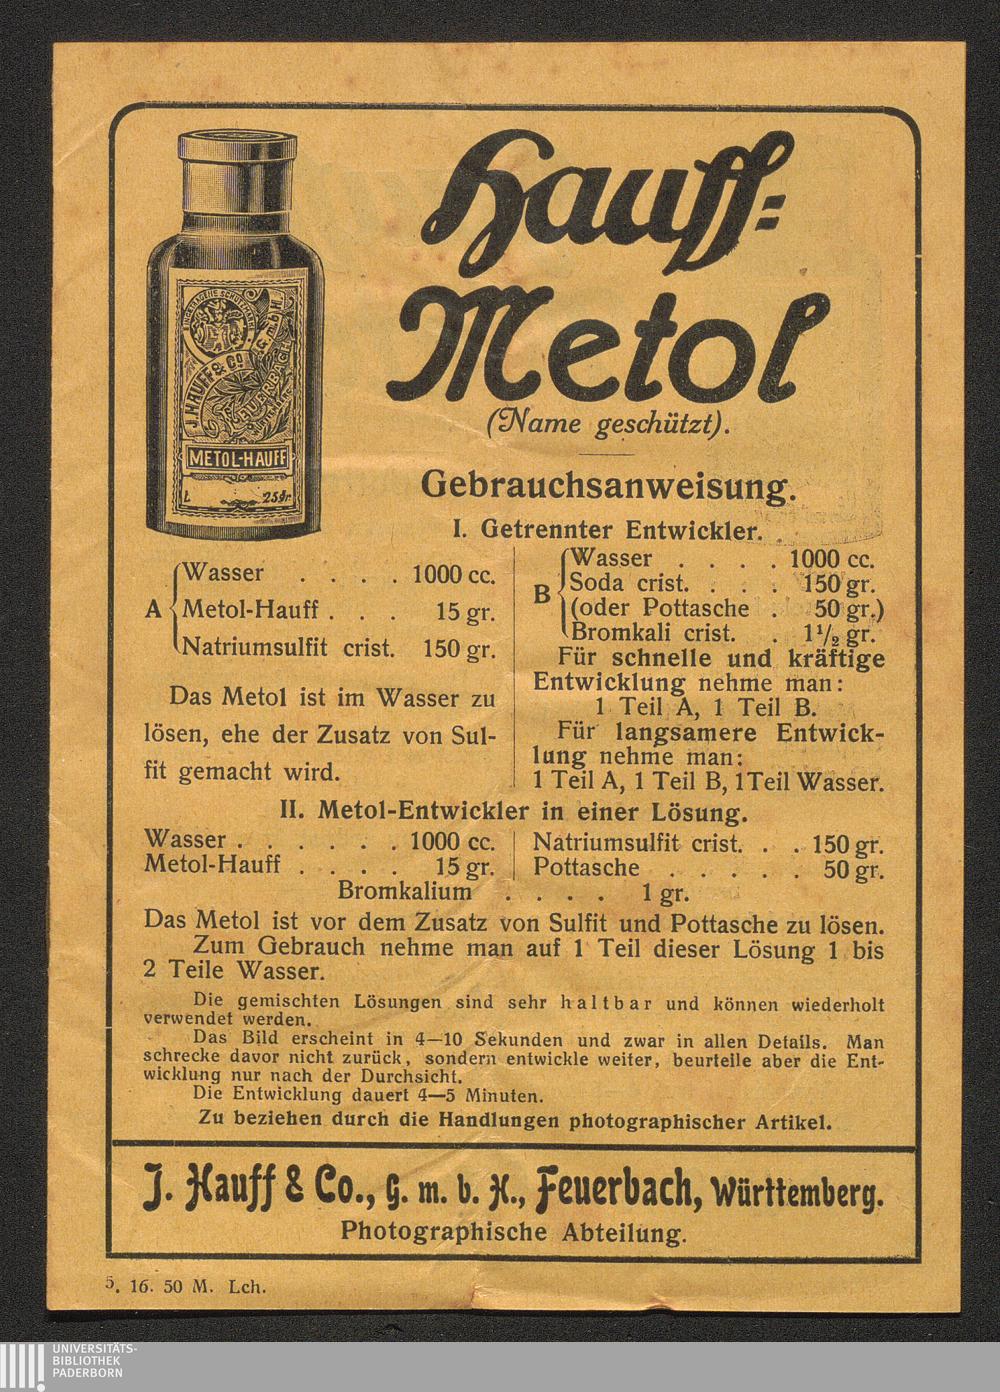 Hauff-
Metol
(Name geschützt).
J. HAUFF & CO
G.m.b.H.
FEUERBACH
METOL-HAUFF
25gr.
Gebrauchsanweisung.
I. Getrennter Entwickler.
A
Wasser . . . . 1000 cc.
Metol-Hauff . . . 15 gr.
Natriumsulfit crist. 150 gr.
Das Metol ist im Wasser zu
lösen, ehe der Zusatz von Sul-
fit gemacht wird.
B
Wasser . . . . 1000 cc.
Soda crist. . . . 150 gr.
(oder Pottasche . 50 gr.)
Bromkali crist. . 1½ gr.
Für schnelle und kräftige
Entwicklung nehme man:
1 Teil A, 1 Teil B.
Für langsamere Entwick-
lung nehme man:
1 Teil A, 1 Teil B, 1Teil Wasser.
II. Metol-Entwickler in einer Lösung.
Wasser . . . . . . 1000 cc.
Metol-Hauff . . . . 15 gr.
Natriumsulfit crist. . . 150 gr.
Pottasche . . . . . 50 gr.
Bromkalium . . . . 1 gr.
Das Metol ist vor dem Zusatz von Sulfit und Pottasche zu lösen.
Zum Gebrauch nehme man auf 1 Teil dieser Lösung 1 bis
2 Teile Wasser.
Die gemischten Lösungen sind sehr haltbar und können wiederholt
verwendet werden.
Das Bild erscheint in 4—10 Sekunden und zwar in allen Details. Man
schrecke davor nicht zurück, sondern entwickle weiter, beurteile aber die Ent-
wicklung nur nach der Durchsicht.
Die Entwicklung dauert 4—5 Minuten.
Zu beziehen durch die Handlungen photographischer Artikel.
J. Hauff & Co., G. m. b. H., Feuerbach, Württemberg.
Photographische Abteilung.
5. 16. 50 M. Lch.
UNIVERSITÄTS-
BIBLIOTHEK
PADERBORN